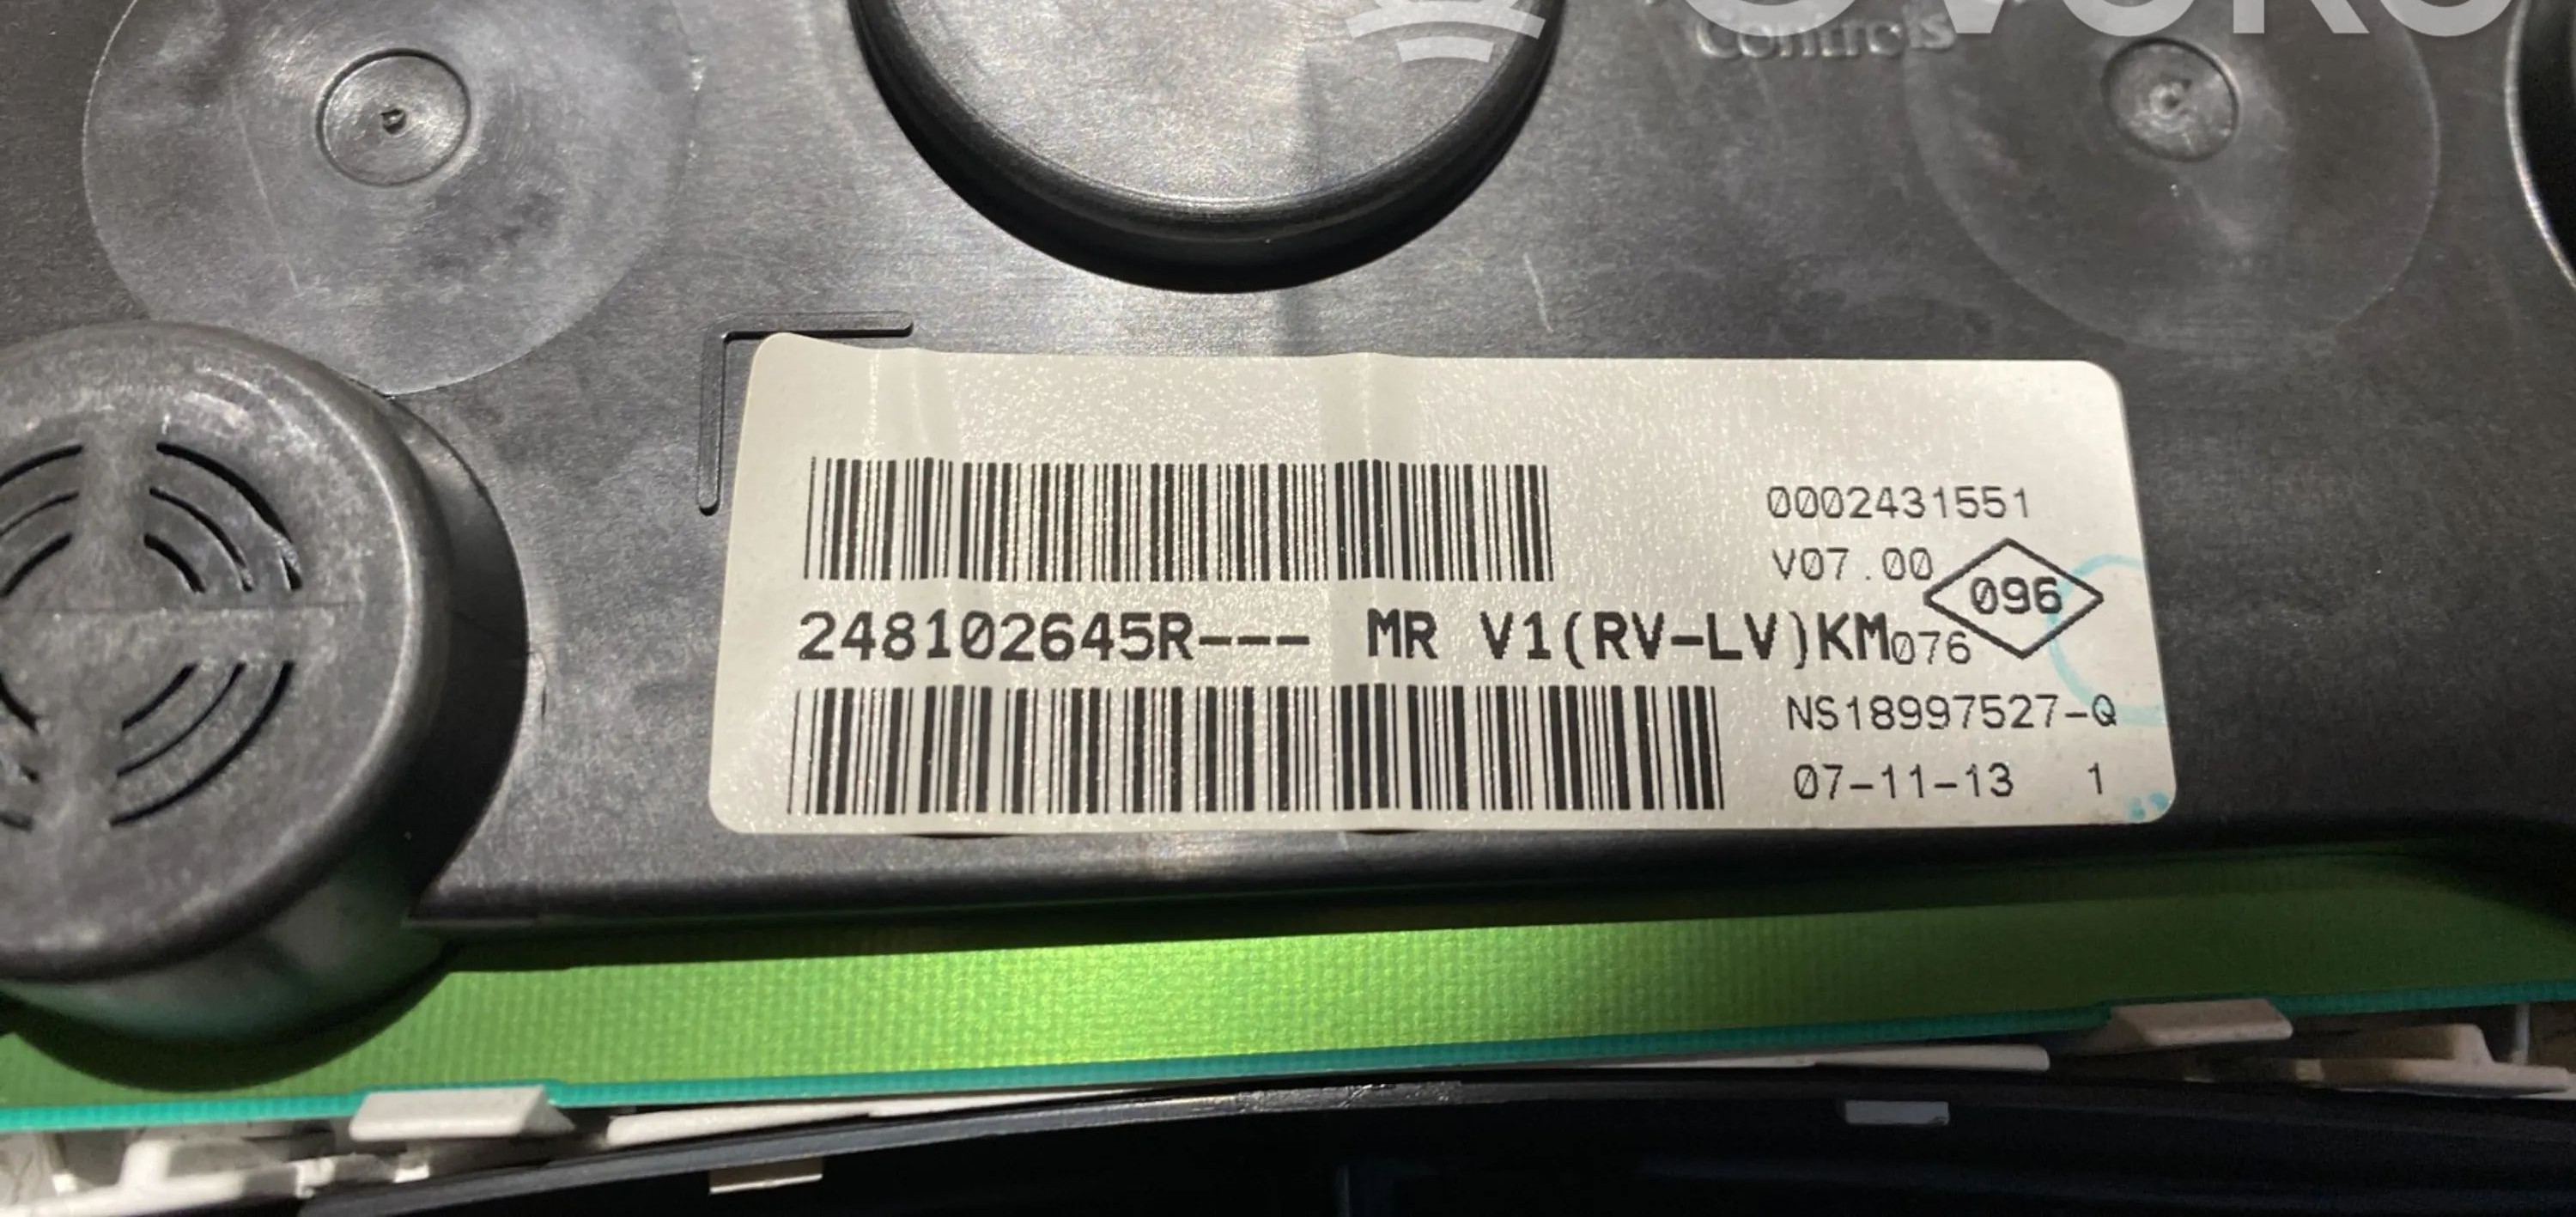 Controls
0002431551
V07.00
096
248102645R--- MR V1(RV-LV)KM076
NS18997527-Q
07-11-13 1